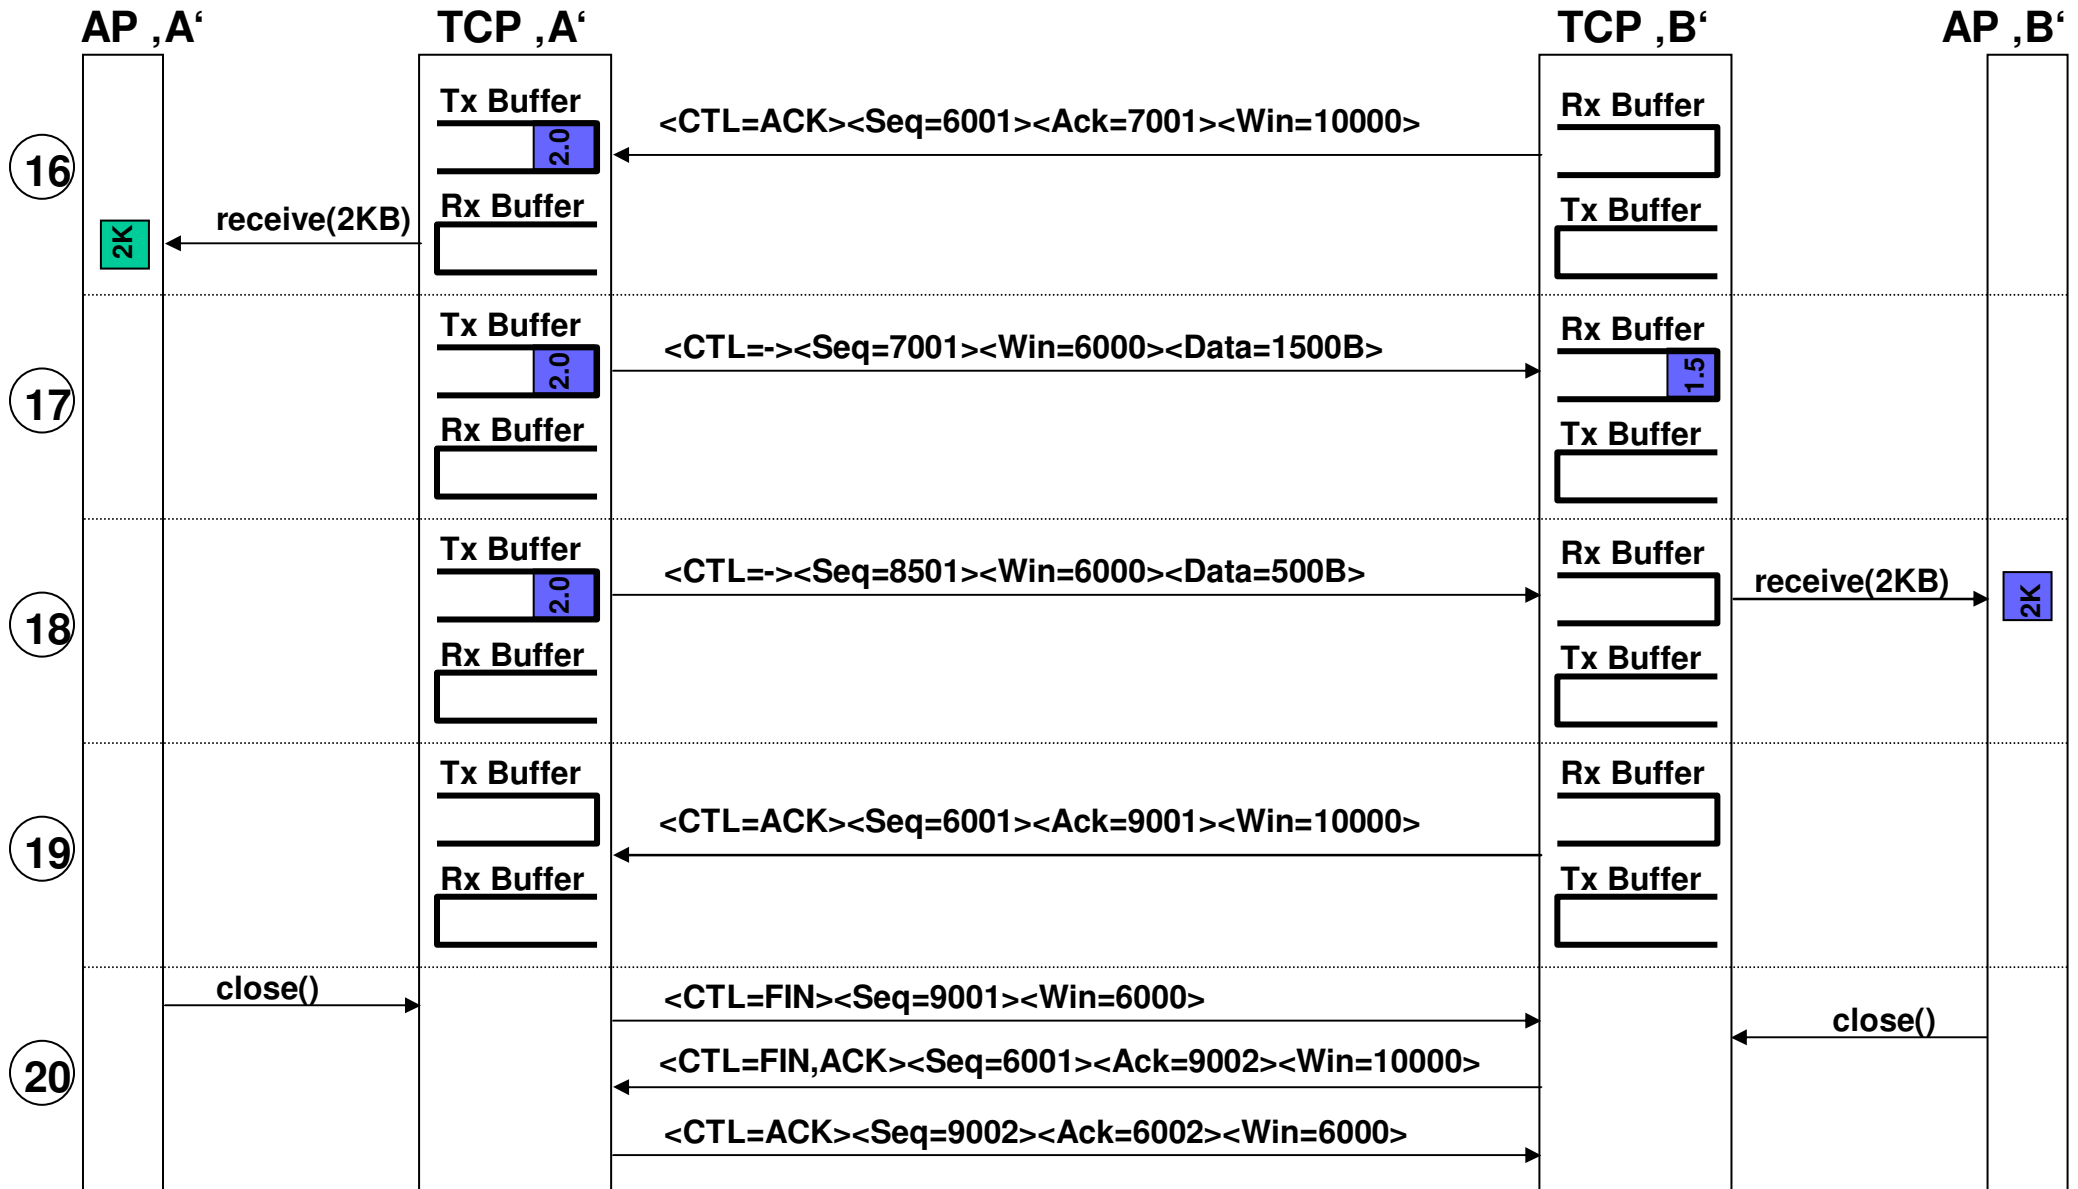 AP ‚A‘
TCP ‚A‘
TCP ‚B‘
AP ‚B‘
16
Tx Buffer
2.0
<CTL=ACK><Seq=6001><Ack=7001><Win=10000>
Rx Buffer
Rx Buffer
receive(2KB)
2K
Tx Buffer
17
Tx Buffer
2.0
<CTL=-><Seq=7001><Win=6000><Data=1500B>
Rx Buffer
1.5
Rx Buffer
Tx Buffer
18
Tx Buffer
2.0
<CTL=-><Seq=8501><Win=6000><Data=500B>
Rx Buffer
receive(2KB)
2K
Rx Buffer
Tx Buffer
19
Tx Buffer
<CTL=ACK><Seq=6001><Ack=9001><Win=10000>
Rx Buffer
Rx Buffer
Tx Buffer
20
close()
<CTL=FIN><Seq=9001><Win=6000>
close()
<CTL=FIN,ACK><Seq=6001><Ack=9002><Win=10000>
<CTL=ACK><Seq=9002><Ack=6002><Win=6000>